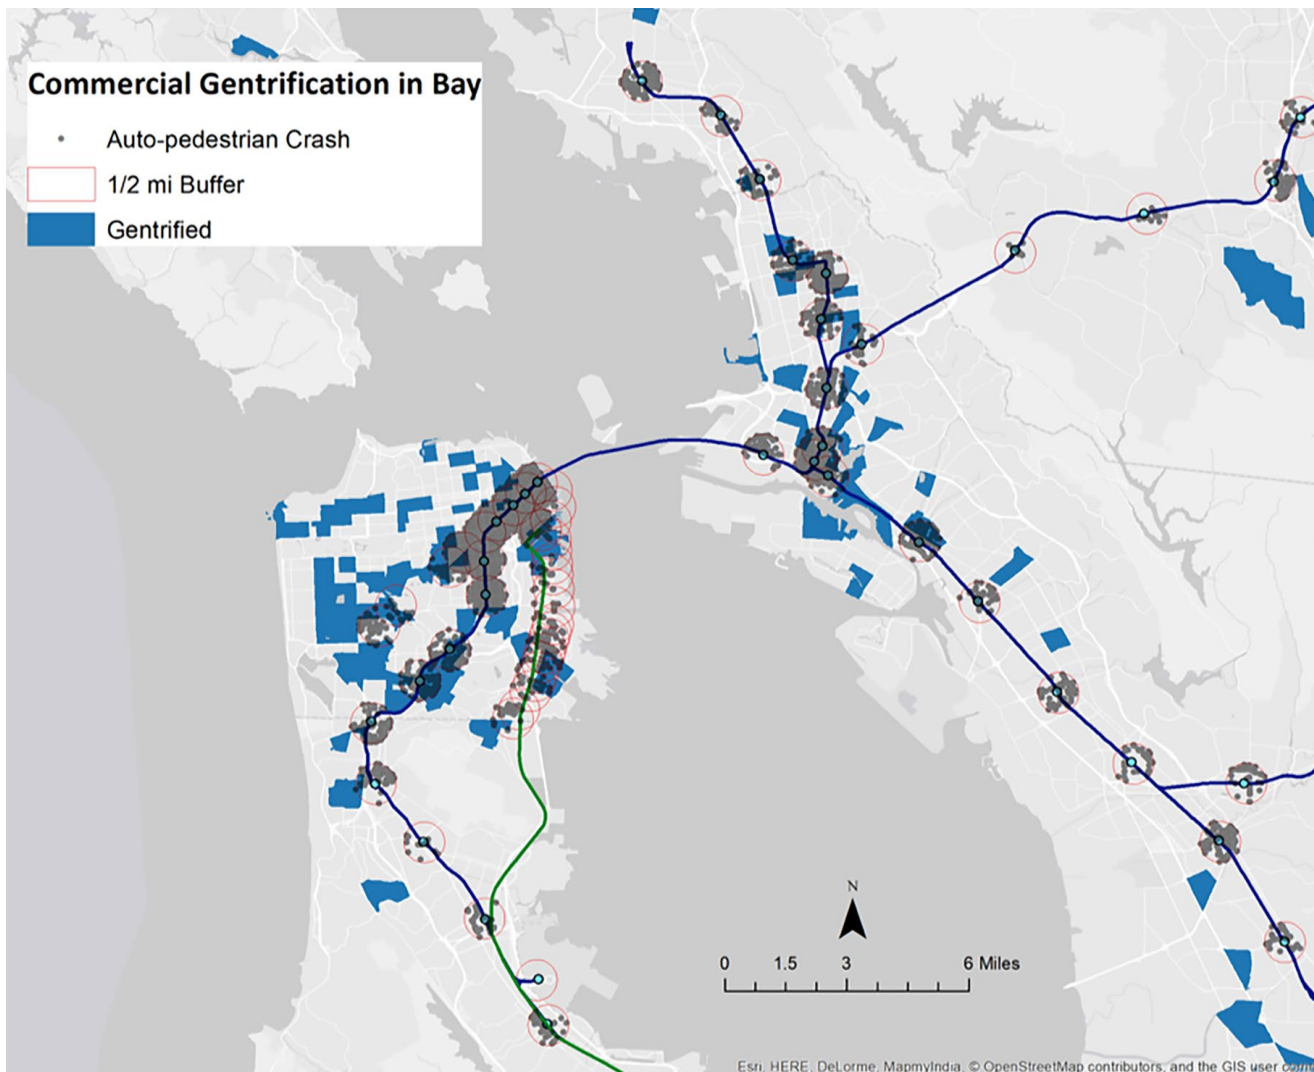 Commercial Gentrification in Bay
Auto-pedestrian Crash
1/2 mi Buffer
Gentrified
N
0 1.5 3 6 Miles
Esri, HERE, DeLorme, MapmyIndia, © OpenStreetMap contributors, and the GIS user